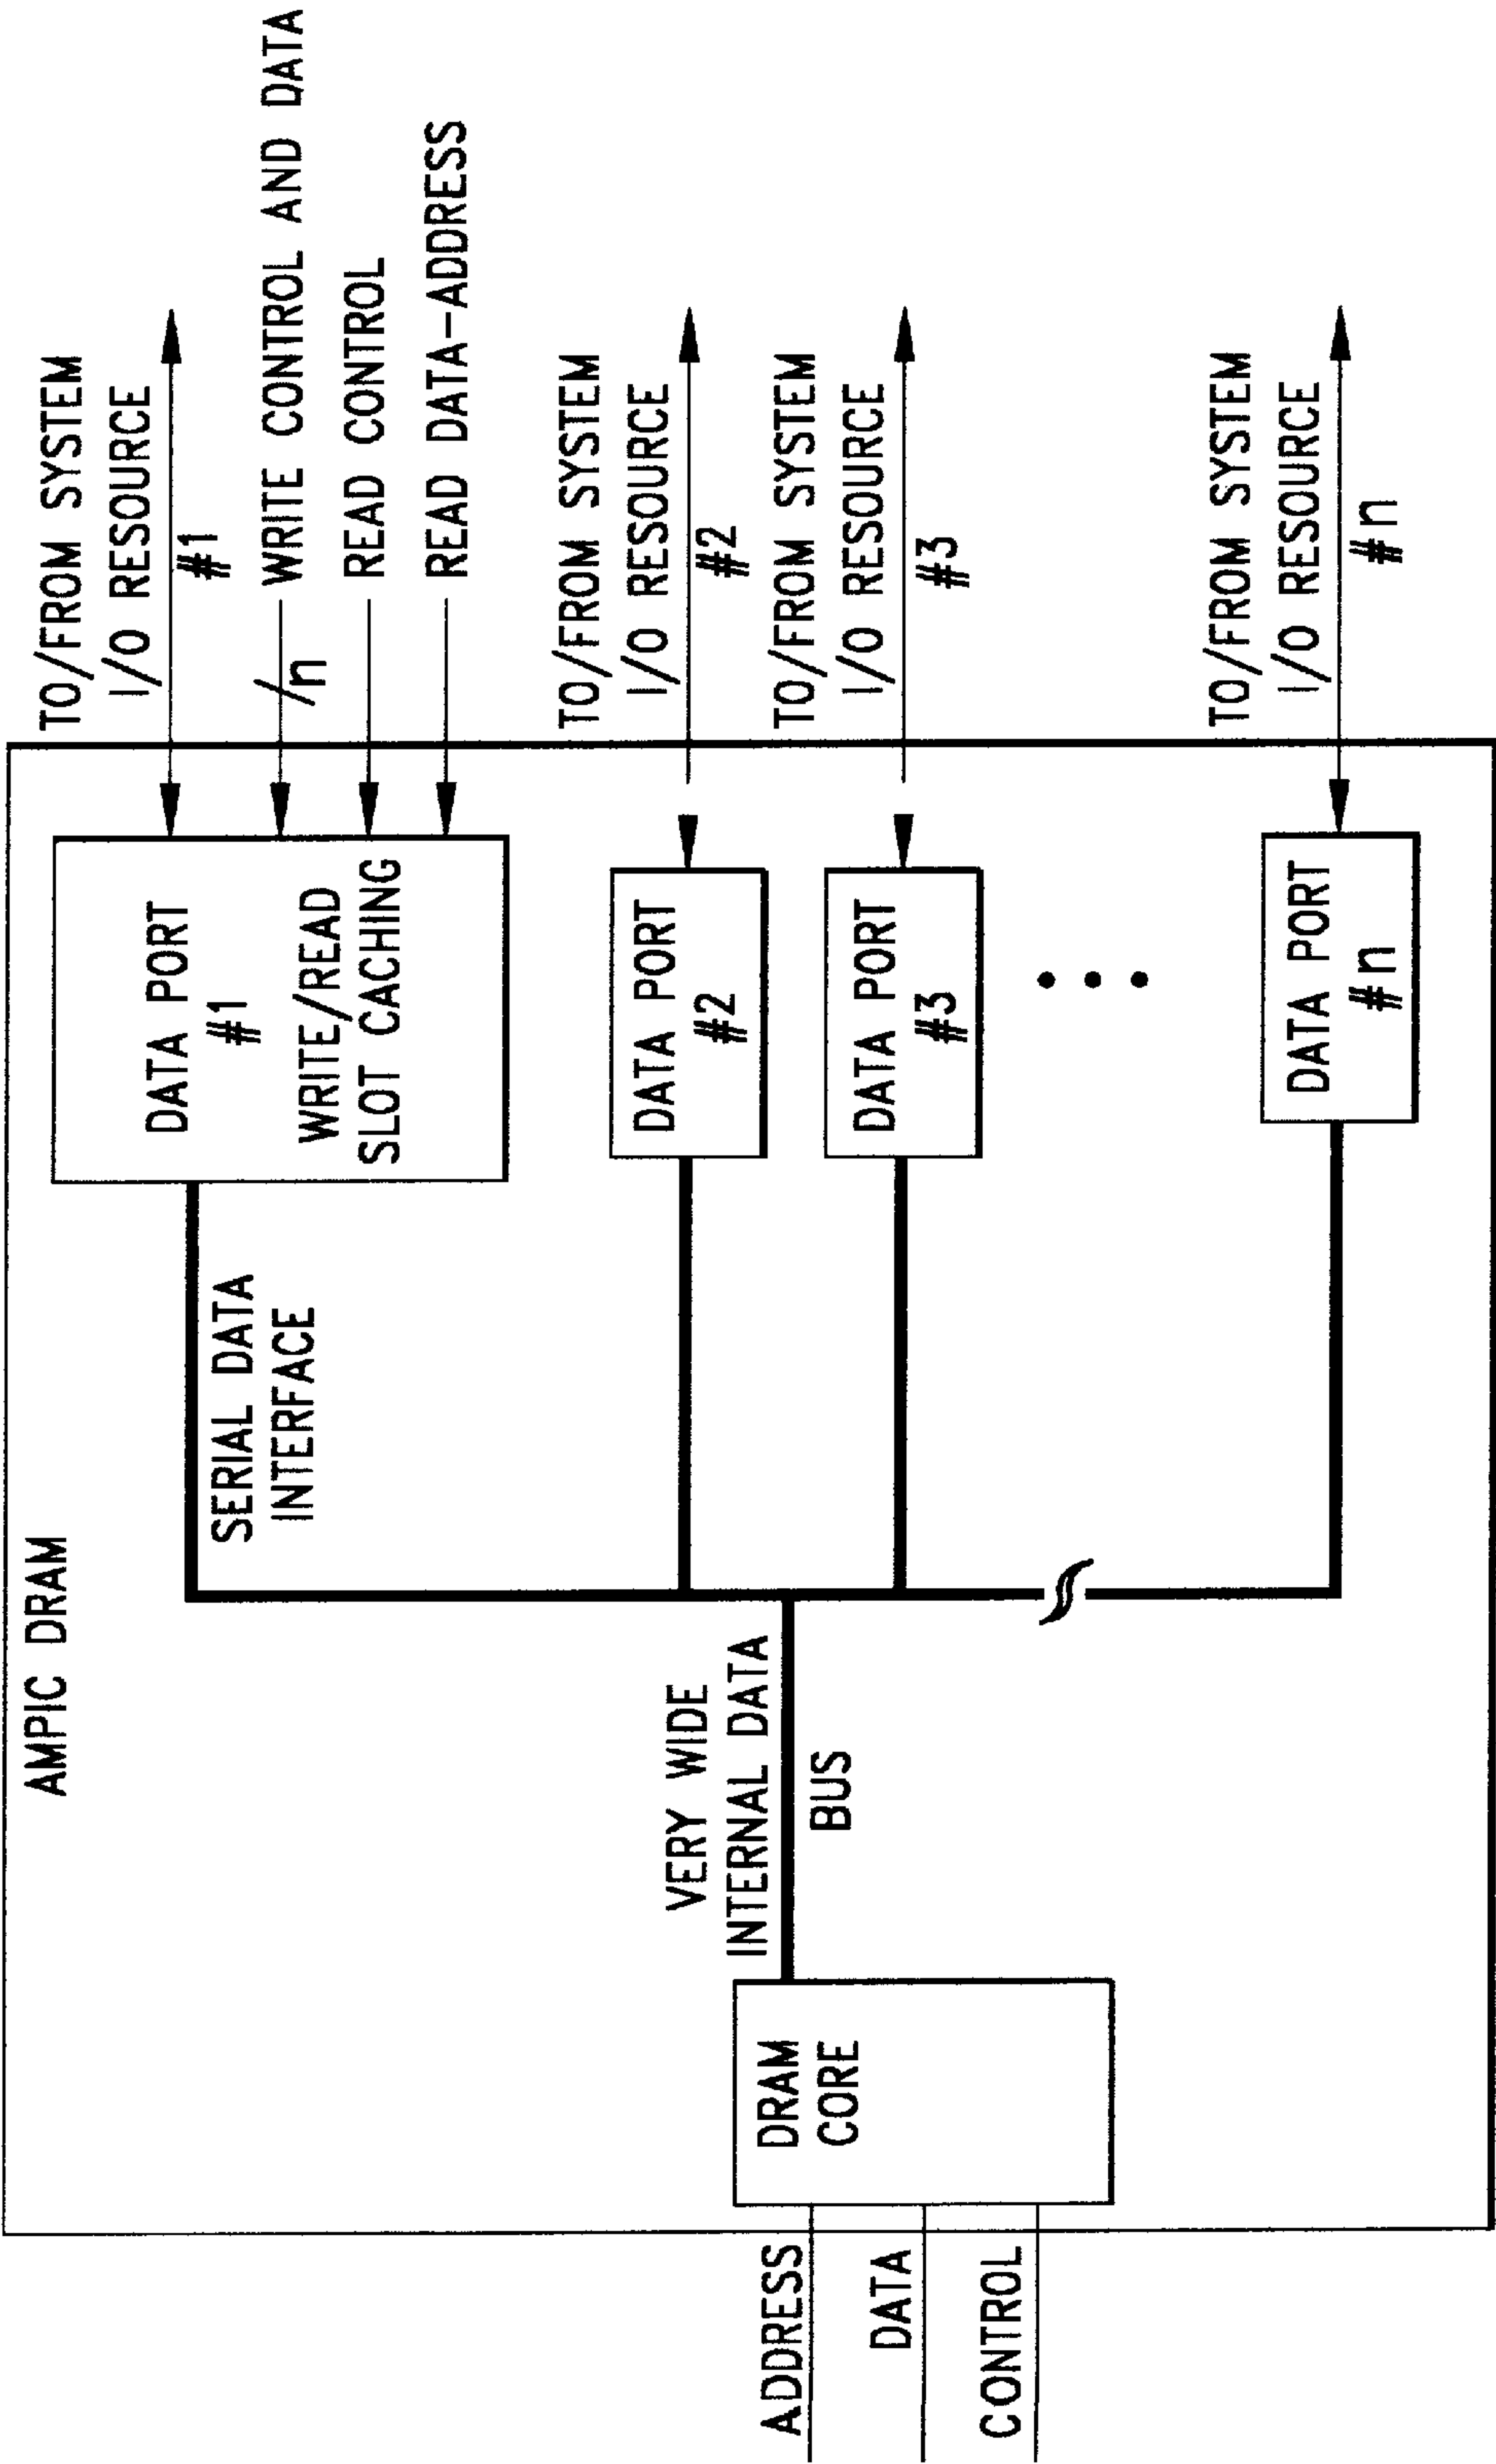 AMPIC DRAM
ADDRESS
DATA
CONTROL
DRAM
CORE
VERY WIDE
INTERNAL DATA
BUS
SERIAL DATA
INTERFACE
DATA PORT
#1
WRITE/READ
SLOT CACHING
TO/FROM SYSTEM
I/O RESOURCE
#1
WRITE CONTROL AND DATA
/n
READ CONTROL
READ DATA-ADDRESS
DATA PORT
#2
TO/FROM SYSTEM
I/O RESOURCE
#2
DATA PORT
#3
TO/FROM SYSTEM
I/O RESOURCE
#3
DATA PORT
#n
TO/FROM SYSTEM
I/O RESOURCE
#n